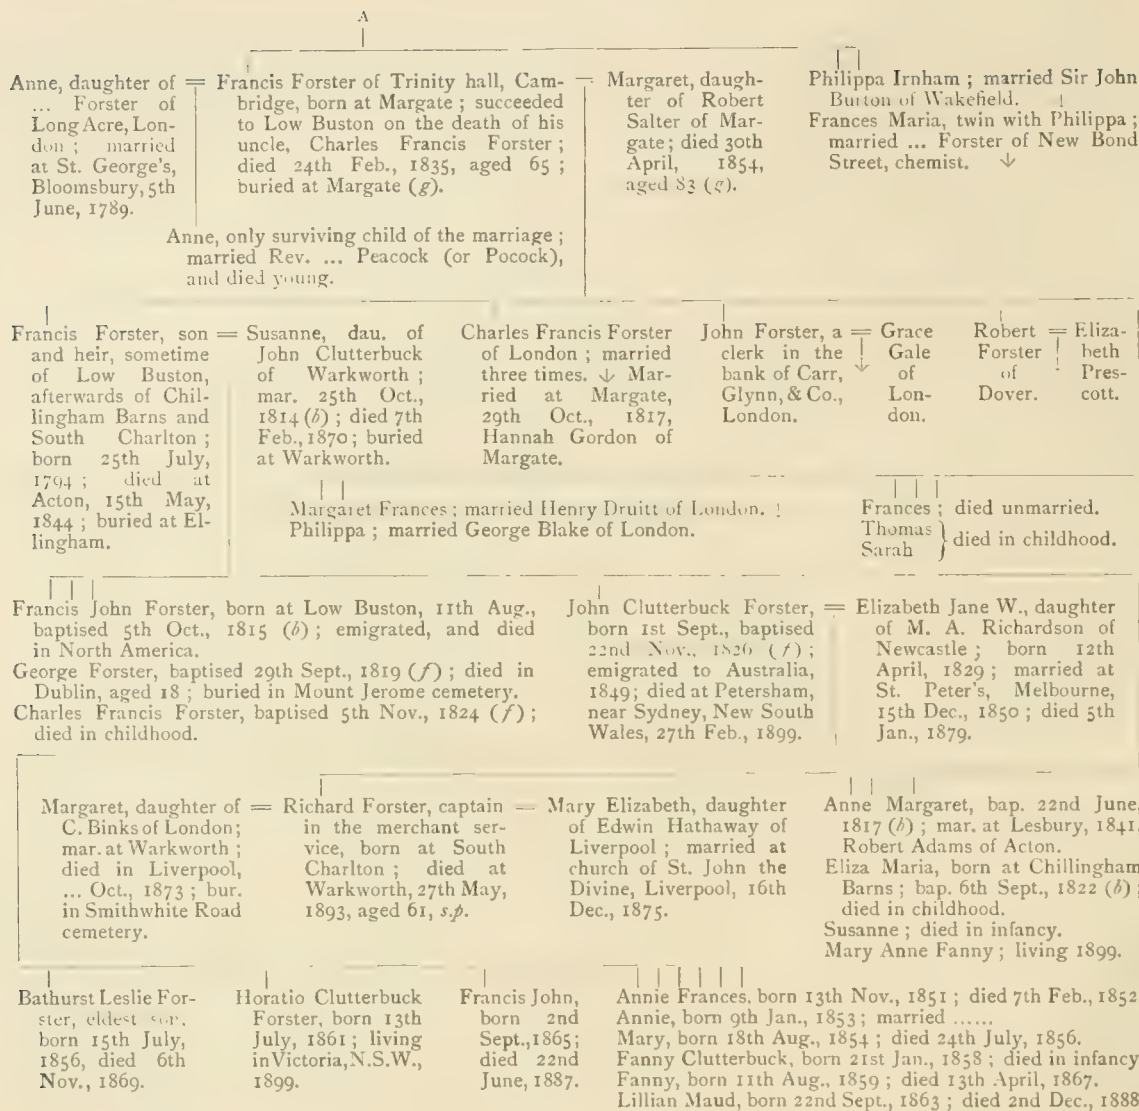 A
Anne, daughter of
... Forster of
Long Acre, Lon-
don ; married
at St. George's,
Bloomsbury, 5th
June, 1789.
= Francis Forster of Trinity hall, Cam-
bridge, born at Margate ; succeeded
to Low Buston on the death of his
uncle, Charles Francis Forster ;
died 24th Feb., 1835, aged 65 ;
buried at Margate (g).
= Margaret, daugh-
ter of Robert
Salter of Mar-
gate ; died 30th
April, 1854,
aged 83 (g).
Philippa Irnham ; married Sir John
Burton of Wakefield.
Frances Maria, twin with Philippa ;
married ... Forster of New Bond
Street, chemist. ↓
Anne, only surviving child of the marriage ;
married Rev. ... Peacock (or Pocock),
and died young.
Francis Forster, son
and heir, sometime
of Low Buston,
afterwards of Chil-
lingham Barns and
South Charlton ;
born 25th July,
1794 ; died at
Acton, 15th May,
1844 ; buried at El-
lingham.
= Susanne, dau. of
John Clutterbuck
of Warkworth ;
mar. 25th Oct.,
1814 (h) ; died 7th
Feb., 1870 ; buried
at Warkworth.
Charles Francis Forster
of London ; married
three times. ↓ Mar-
ried at Margate,
29th Oct., 1817,
Hannah Gordon of
Margate.
John Forster, a
clerk in the
bank of Carr,
Glynn, & Co.,
London.
= Grace
Gale
of
Lon-
don.
Robert
Forster
of
Dover.
= Eliza-
beth
Pres-
cott.
Margaret Frances ; married Henry Druitt of London.
Philippa ; married George Blake of London.
Frances ; died unmarried.
Thomas
Sarah } died in childhood.
Francis John Forster, born at Low Buston, 11th Aug.,
baptised 5th Oct., 1815 (h) ; emigrated, and died
in North America.
George Forster, baptised 29th Sept., 1819 (f) ; died in
Dublin, aged 18 ; buried in Mount Jerome cemetery.
Charles Francis Forster, baptised 5th Nov., 1824 (f) ;
died in childhood.
John Clutterbuck Forster,
born 1st Sept., baptised
22nd Nov., 1826 (f) ;
emigrated to Australia,
1849 ; died at Petersham,
near Sydney, New South
Wales, 27th Feb., 1899.
= Elizabeth Jane W., daughter
of M. A. Richardson of
Newcastle ; born 12th
April, 1829 ; married at
St. Peter's, Melbourne,
15th Dec., 1850 ; died 5th
Jan., 1879.
Margaret, daughter of
C. Binks of London ;
mar. at Warkworth ;
died in Liverpool,
... Oct., 1873 ; bur.
in Smithwhite Road
cemetery.
= Richard Forster, captain
in the merchant ser-
vice, born at South
Charlton ; died at
Warkworth, 27th May,
1893, aged 61, s.p.
= Mary Elizabeth, daughter
of Edwin Hathaway of
Liverpool ; married at
church of St. John the
Divine, Liverpool, 16th
Dec., 1875.
Anne Margaret, bap. 22nd June,
1817 (h) ; mar. at Lesbury, 1841,
Robert Adams of Acton.
Eliza Maria, born at Chillingham
Barns ; bap. 6th Sept., 1822 (h) ;
died in childhood.
Susanne ; died in infancy.
Mary Anne Fanny ; living 1899.
Bathurst Leslie For-
ster, eldest son,
born 15th July,
1856, died 6th
Nov., 1869.
Horatio Clutterbuck
Forster, born 13th
July, 1861 ; living
in Victoria, N.S.W.,
1899.
Francis John,
born 2nd
Sept., 1865 ;
died 22nd
June, 1887.
Annie Frances, born 13th Nov., 1851 ; died 7th Feb., 1852
Annie, born 9th Jan., 1853 ; married ......
Mary, born 18th Aug., 1854 ; died 24th July, 1856.
Fanny Clutterbuck, born 21st Jan., 1858 ; died in infancy
Fanny, born 11th Aug., 1859 ; died 13th April, 1867.
Lillian Maud, born 22nd Sept., 1863 ; died 2nd Dec., 1888